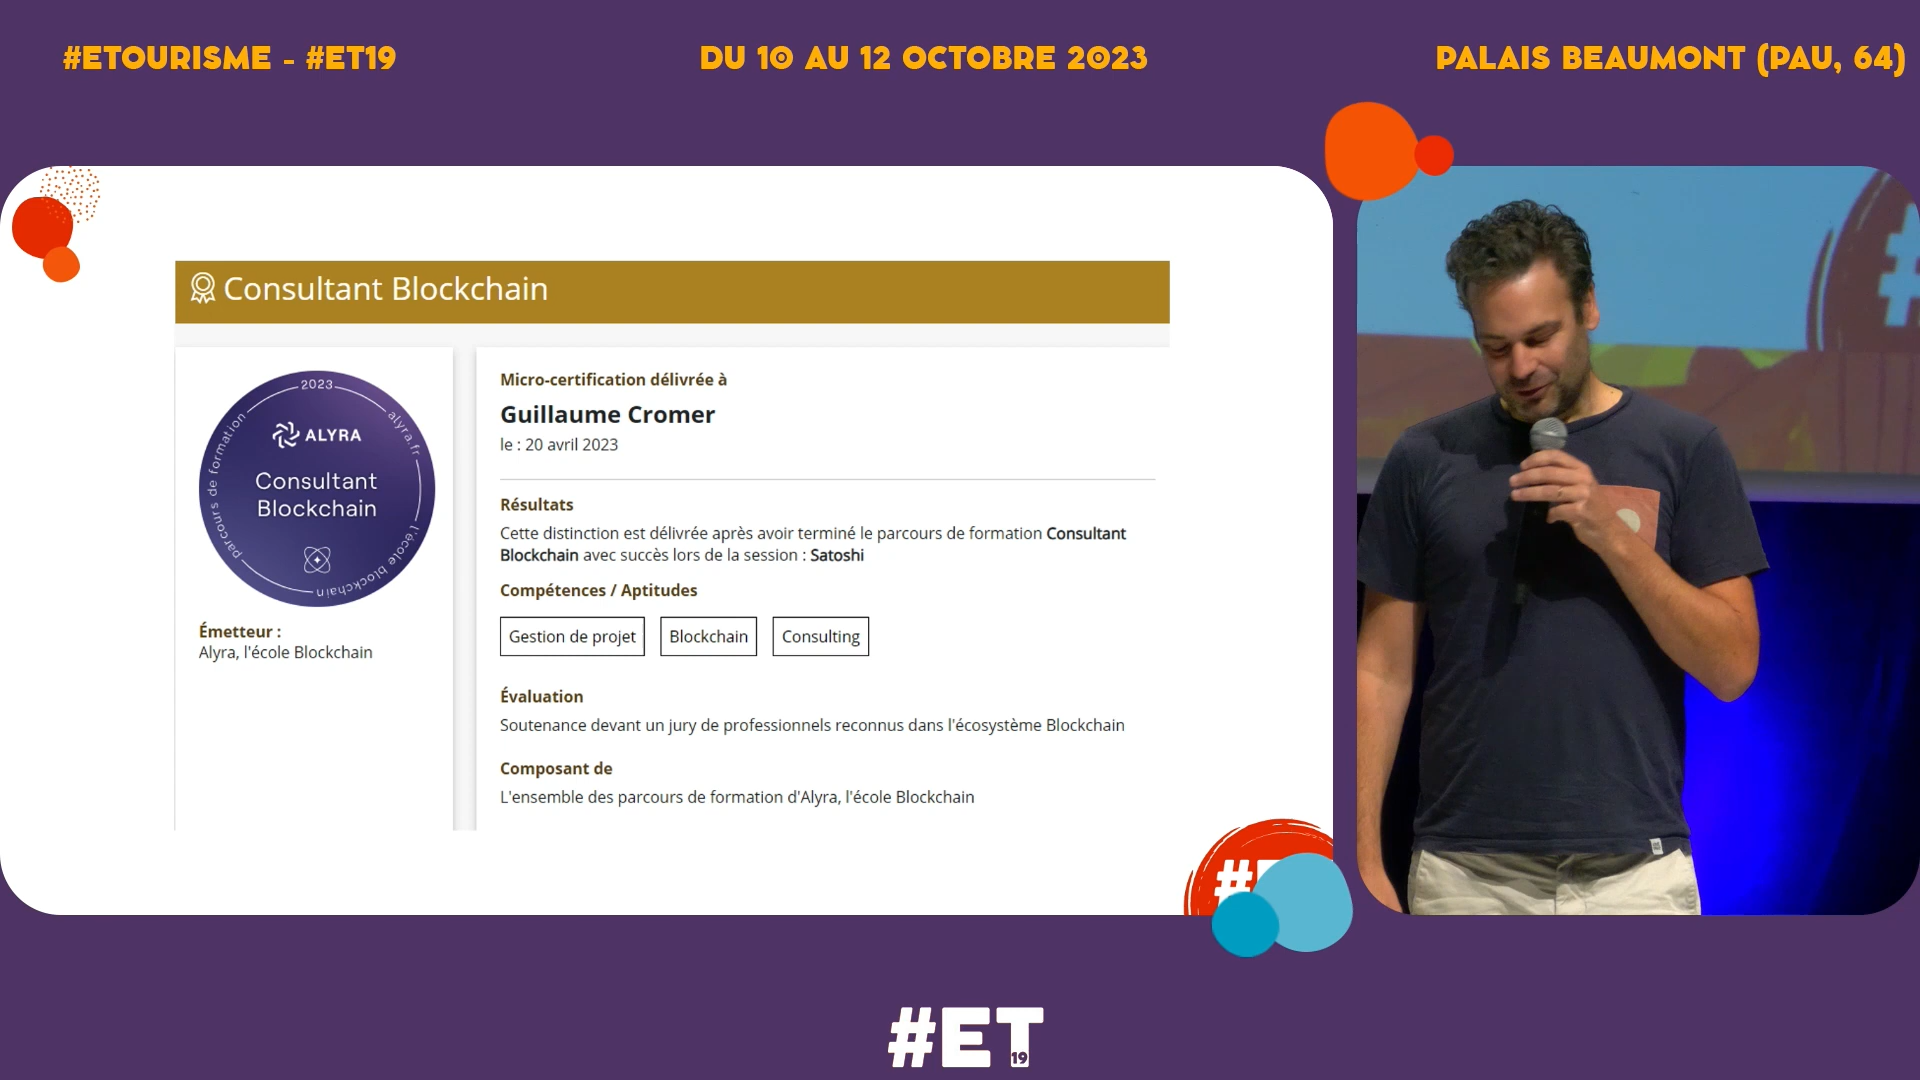 #ETOURISME - #ET19
DU 10 AU 12 OCTOBRE 2023
PALAIS BEAUMONT (PAU, 64)
Consultant Blockchain
2023
alyra.fr
l'école blockchain
parcours de formation
ALYRA
Consultant
Blockchain
Émetteur :
Alyra, l'école Blockchain
Micro-certification délivrée à
Guillaume Cromer
le : 20 avril 2023
Résultats
Cette distinction est délivrée après avoir terminé le parcours de formation Consultant
Blockchain avec succès lors de la session : Satoshi
Compétences / Aptitudes
Gestion de projet
Blockchain
Consulting
Évaluation
Soutenance devant un jury de professionnels reconnus dans l'écosystème Blockchain
Composant de
L'ensemble des parcours de formation d'Alyra, l'école Blockchain
#ET
19